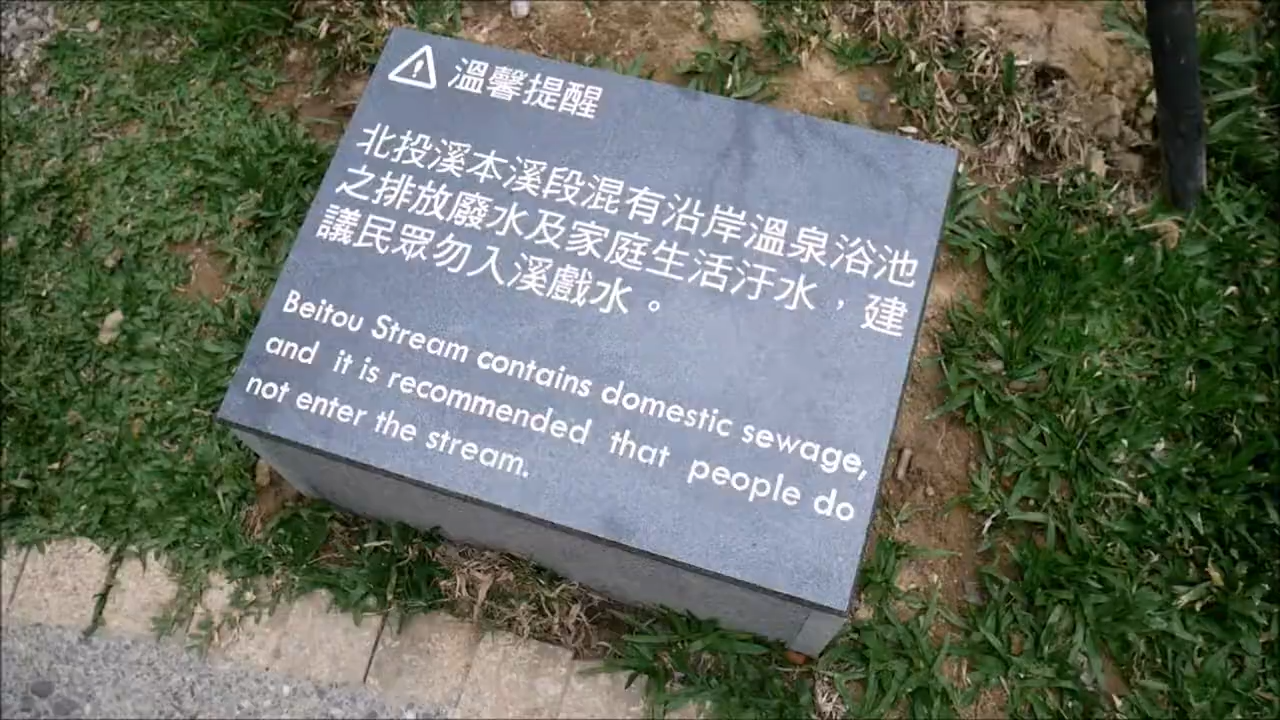 溫馨提醒
北投溪本溪段混有沿岸溫泉浴池
之排放廢水及家庭生活汙水，建
議民眾勿入溪戲水。
Beitou Stream contains domestic sewage,
and it is recommended that people do
not enter the stream.